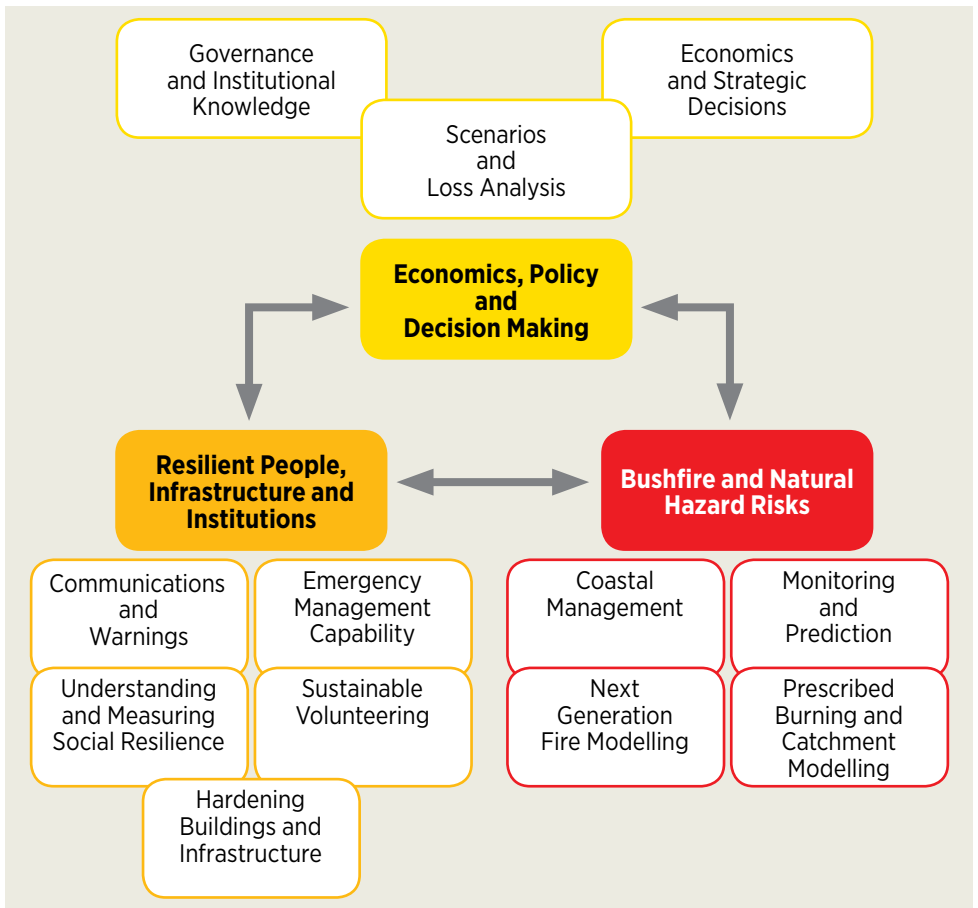 Governance
and Institutional
Knowledge
Economics
and Strategic
Decisions
Scenarios
and
Loss Analysis
Economics, Policy
and
Decision Making
Resilient People,
Infrastructure and
Institutions
Bushfire and Natural
Hazard Risks
Communications
and
Warnings
Emergency
Management
Capability
Coastal
Management
Monitoring
and
Prediction
Understanding
and Measuring
Social Resilience
Sustainable
Volunteering
Next
Generation
Fire Modelling
Prescribed
Burning and
Catchment
Modelling
Hardening
Buildings and
Infrastructure